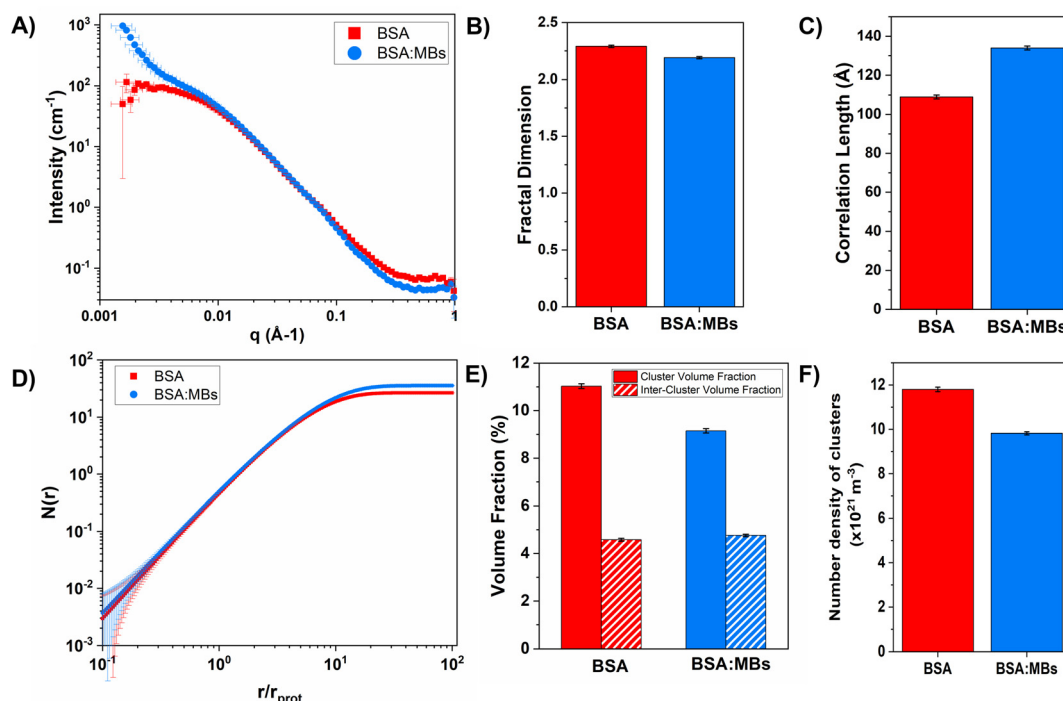 A)
10³
10²
10¹
10⁰
10⁻¹
Intensity (cm⁻¹)
BSA
BSA:MBs
0.001
0.01
0.1
1
q (Å-1)
B)
2.5
2.0
1.5
1.0
0.5
0.0
Fractal Dimension
BSA
BSA:MBs
C)
140
120
100
80
60
40
20
0
Correlation Length (Å)
BSA
BSA:MBs
D)
10²
10¹
10⁰
10⁻¹
10⁻²
10⁻³
N(r)
BSA
BSA:MBs
10⁻¹
10⁰
10¹
10²
r/r_prot
E)
12
10
8
6
4
2
0
Volume Fraction (%)
Cluster Volume Fraction
Inter-Cluster Volume Fraction
BSA
BSA:MBs
F)
12
10
8
6
4
2
0
Number density of clusters
(x10²¹ m⁻³)
BSA
BSA:MBs